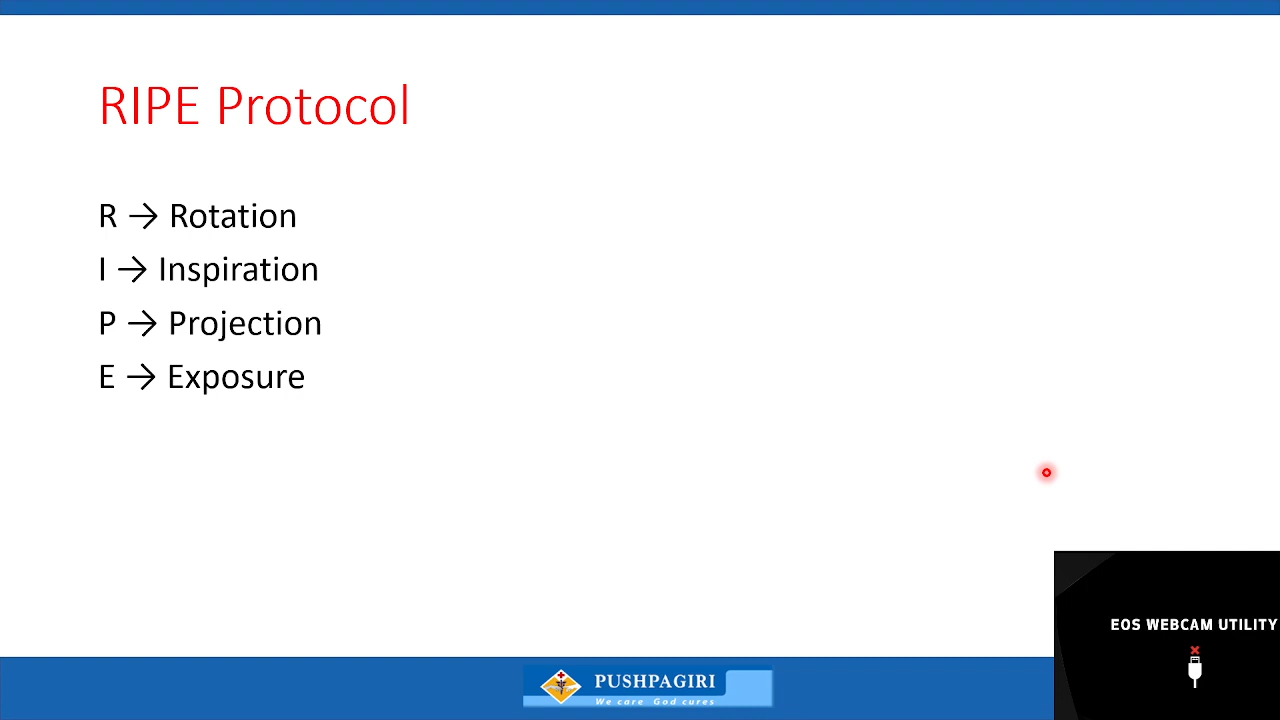 RIPE Protocol
R → Rotation
I → Inspiration
P → Projection
E → Exposure
EOS WEBCAM UTILITY
PUSHPAGIRI
We care God cures